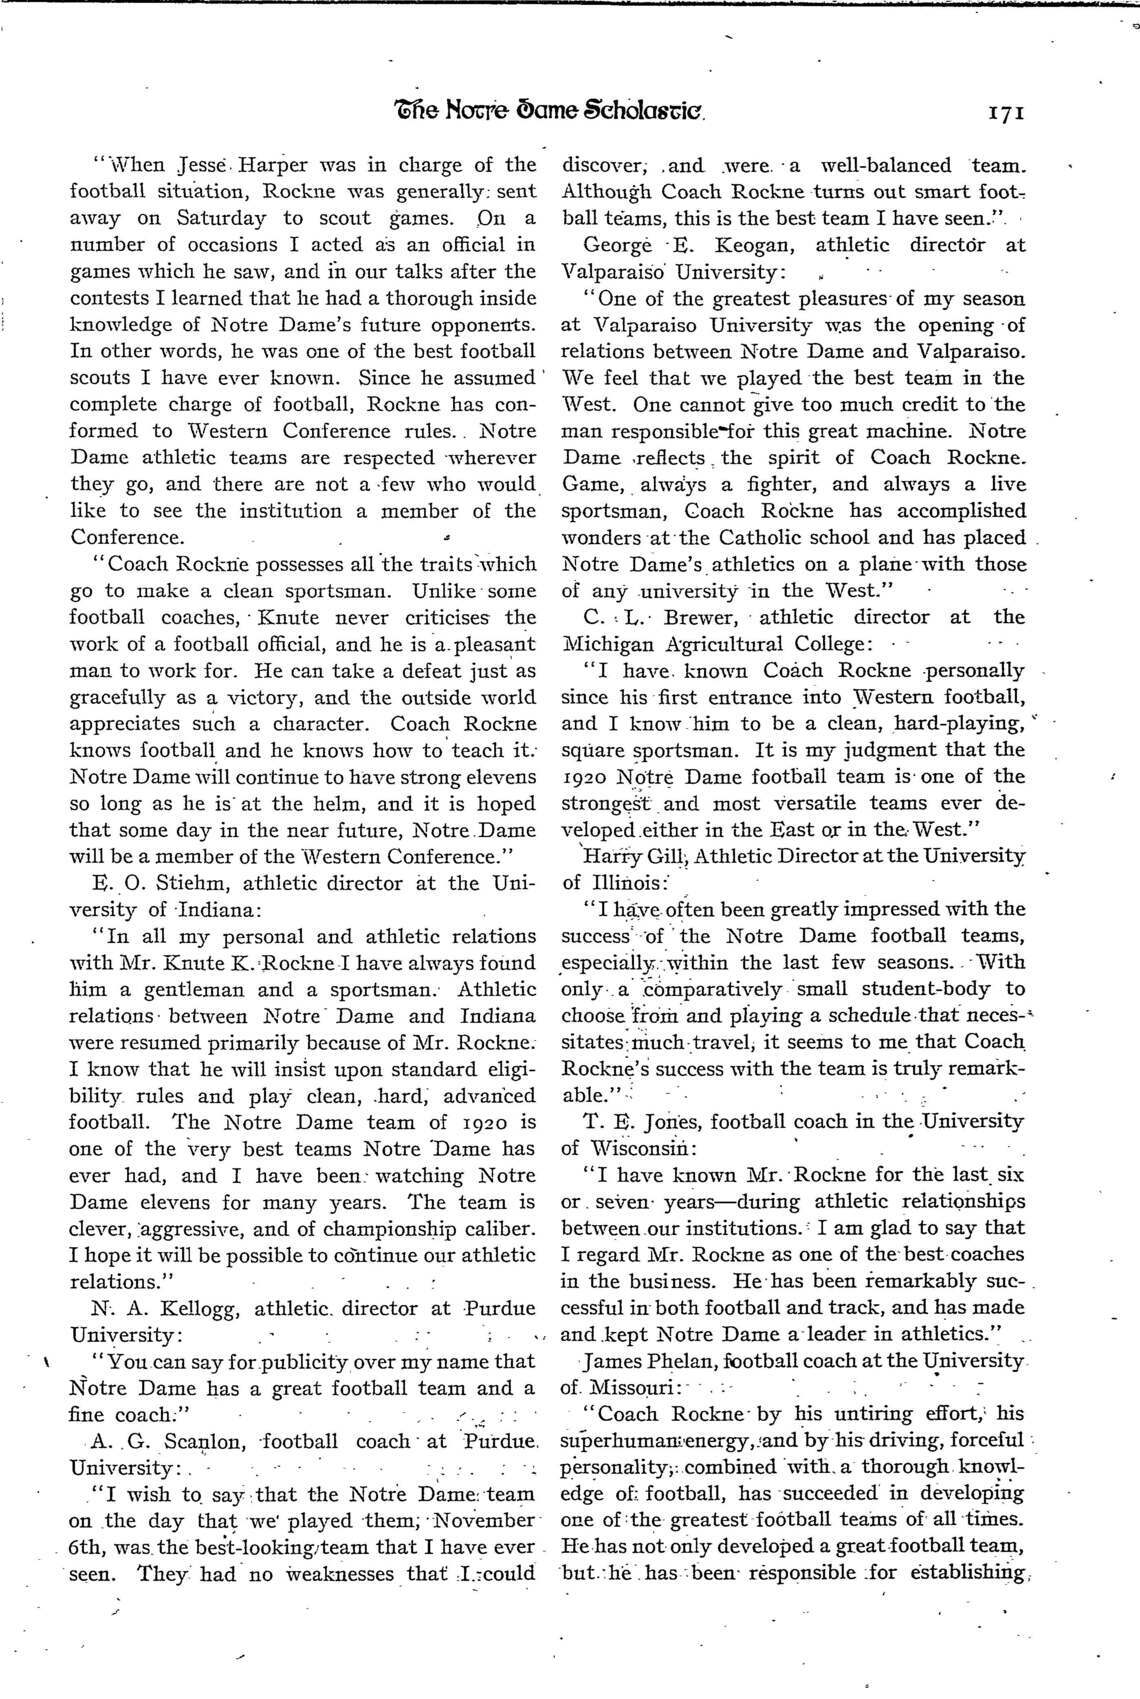 The Notre Dame Scholastic
171
"When Jesse Harper was in charge of the
football situation, Rockne was generally sent
away on Saturday to scout games. On a
number of occasions I acted as an official in
games which he saw, and in our talks after the
contests I learned that he had a thorough inside
knowledge of Notre Dame's future opponents.
In other words, he was one of the best football
scouts I have ever known. Since he assumed
complete charge of football, Rockne has con-
formed to Western Conference rules. Notre
Dame athletic teams are respected wherever
they go, and there are not a few who would
like to see the institution a member of the
Conference.
"Coach Rockne possesses all the traits which
go to make a clean sportsman. Unlike some
football coaches, Knute never criticises the
work of a football official, and he is a pleasant
man to work for. He can take a defeat just as
gracefully as a victory, and the outside world
appreciates such a character. Coach Rockne
knows football and he knows how to teach it.
Notre Dame will continue to have strong elevens
so long as he is at the helm, and it is hoped
that some day in the near future, Notre Dame
will be a member of the Western Conference."
E. O. Stiehm, athletic director at the Uni-
versity of Indiana:
"In all my personal and athletic relations
with Mr. Knute K. Rockne I have always found
him a gentleman and a sportsman. Athletic
relations between Notre Dame and Indiana
were resumed primarily because of Mr. Rockne.
I know that he will insist upon standard eligi-
bility rules and play clean, hard, advanced
football. The Notre Dame team of 1920 is
one of the very best teams Notre Dame has
ever had, and I have been watching Notre
Dame elevens for many years. The team is
clever, aggressive, and of championship caliber.
I hope it will be possible to continue our athletic
relations."
N. A. Kellogg, athletic director at Purdue
University:
"You can say for publicity over my name that
Notre Dame has a great football team and a
fine coach."
A. G. Scanlon, football coach at Purdue
University:
"I wish to say that the Notre Dame team
on the day that we played them, November
6th, was the best-looking team that I have ever
seen. They had no weaknesses that I could
discover, and were a well-balanced team.
Although Coach Rockne turns out smart foot-
ball teams, this is the best team I have seen."
George E. Keogan, athletic director at
Valparaiso University:
"One of the greatest pleasures of my season
at Valparaiso University was the opening of
relations between Notre Dame and Valparaiso.
We feel that we played the best team in the
West. One cannot give too much credit to the
man responsible for this great machine. Notre
Dame reflects the spirit of Coach Rockne.
Game, always a fighter, and always a live
sportsman, Coach Rockne has accomplished
wonders at the Catholic school and has placed
Notre Dame's athletics on a plane with those
of any university in the West."
C. L. Brewer, athletic director at the
Michigan Agricultural College:
"I have known Coach Rockne personally
since his first entrance into Western football,
and I know him to be a clean, hard-playing,
square sportsman. It is my judgment that the
1920 Notre Dame football team is one of the
strongest and most versatile teams ever de-
veloped either in the East or in the West."
Harry Gill, Athletic Director at the University
of Illinois:
"I have often been greatly impressed with the
success of the Notre Dame football teams,
especially within the last few seasons. With
only a comparatively small student-body to
choose from and playing a schedule that neces-
sitates much travel, it seems to me that Coach
Rockne's success with the team is truly remark-
able."
T. E. Jones, football coach in the University
of Wisconsin:
"I have known Mr. Rockne for the last six
or seven years—during athletic relationships
between our institutions. I am glad to say that
I regard Mr. Rockne as one of the best coaches
in the business. He has been remarkably suc-
cessful in both football and track, and has made
and kept Notre Dame a leader in athletics."
James Phelan, football coach at the University
of Missouri:
"Coach Rockne by his untiring effort, his
superhuman energy, and by his driving, forceful
personality, combined with a thorough knowl-
edge of football, has succeeded in developing
one of the greatest football teams of all times.
He has not only developed a great football team,
but he has been responsible for establishing